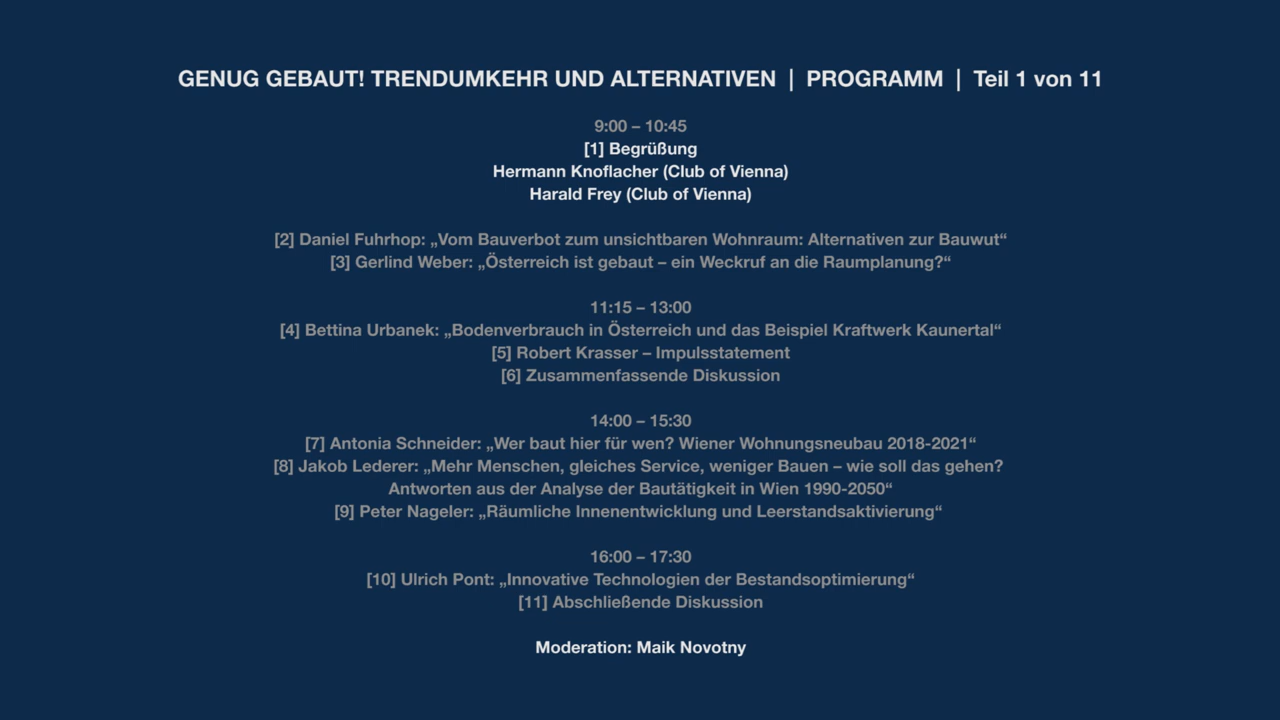 GENUG GEBAUT! TRENDUMKEHR UND ALTERNATIVEN | PROGRAMM | Teil 1 von 11
9:00 – 10:45
[1] Begrüßung
Hermann Knoflacher (Club of Vienna)
Harald Frey (Club of Vienna)
[2] Daniel Fuhrhop: „Vom Bauverbot zum unsichtbaren Wohnraum: Alternativen zur Bauwut“
[3] Gerlind Weber: „Österreich ist gebaut – ein Weckruf an die Raumplanung?“
11:15 – 13:00
[4] Bettina Urbanek: „Bodenverbrauch in Österreich und das Beispiel Kraftwerk Kaunertal“
[5] Robert Krasser – Impulsstatement
[6] Zusammenfassende Diskussion
14:00 – 15:30
[7] Antonia Schneider: „Wer baut hier für wen? Wiener Wohnungsneubau 2018-2021“
[8] Jakob Lederer: „Mehr Menschen, gleiches Service, weniger Bauen – wie soll das gehen?
Antworten aus der Analyse der Bautätigkeit in Wien 1990-2050“
[9] Peter Nageler: „Räumliche Innenentwicklung und Leerstandsaktivierung“
16:00 – 17:30
[10] Ulrich Pont: „Innovative Technologien der Bestandsoptimierung“
[11] Abschließende Diskussion
Moderation: Maik Novotny